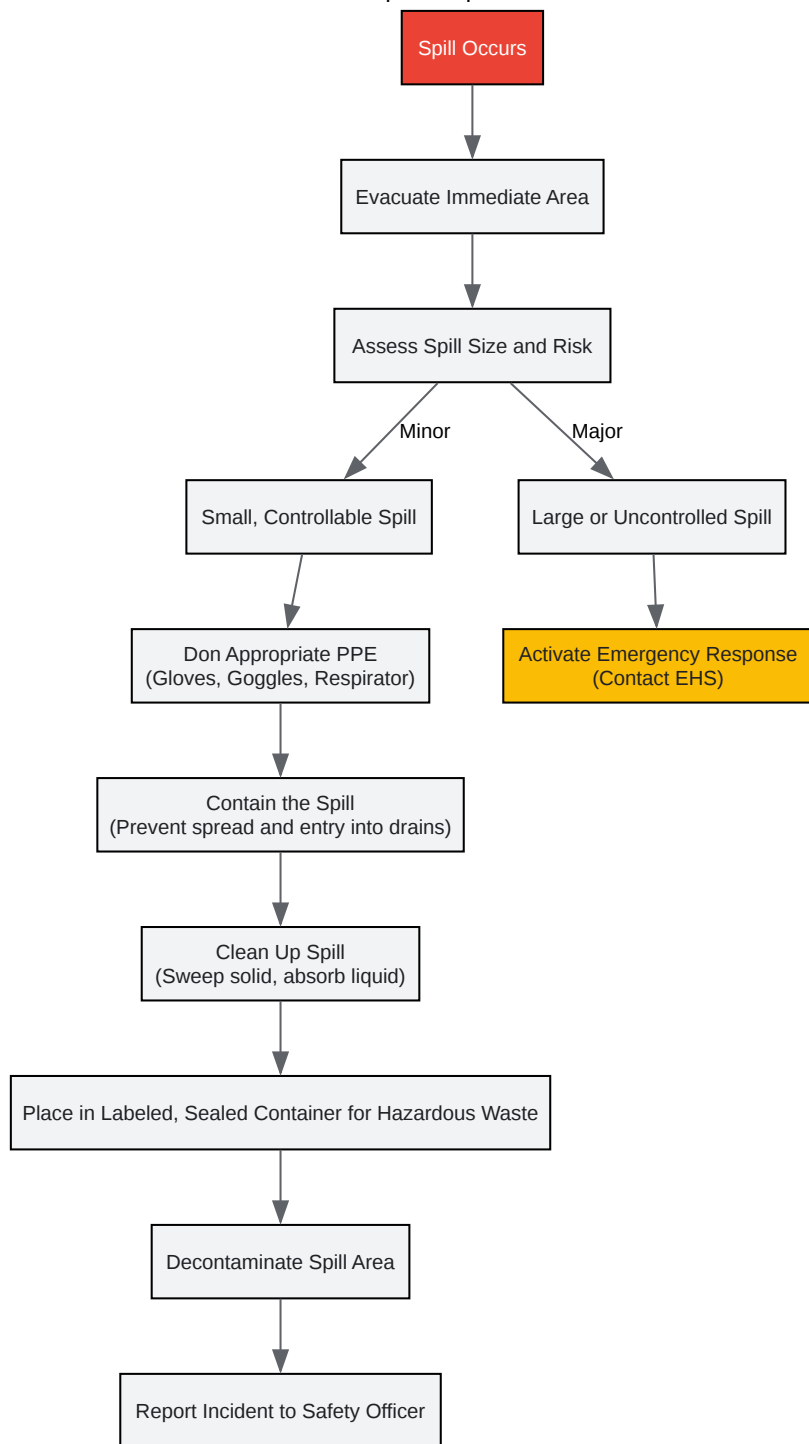 Spill Occurs
Evacuate Immediate Area
Assess Spill Size and Risk
Minor
Major
Small, Controllable Spill
Large or Uncontrolled Spill
Don Appropriate PPE
(Gloves, Goggles, Respirator)
Activate Emergency Response
(Contact EHS)
Contain the Spill
(Prevent spread and entry into drains)
Clean Up Spill
(Sweep solid, absorb liquid)
Place in Labeled, Sealed Container for Hazardous Waste
Decontaminate Spill Area
Report Incident to Safety Officer